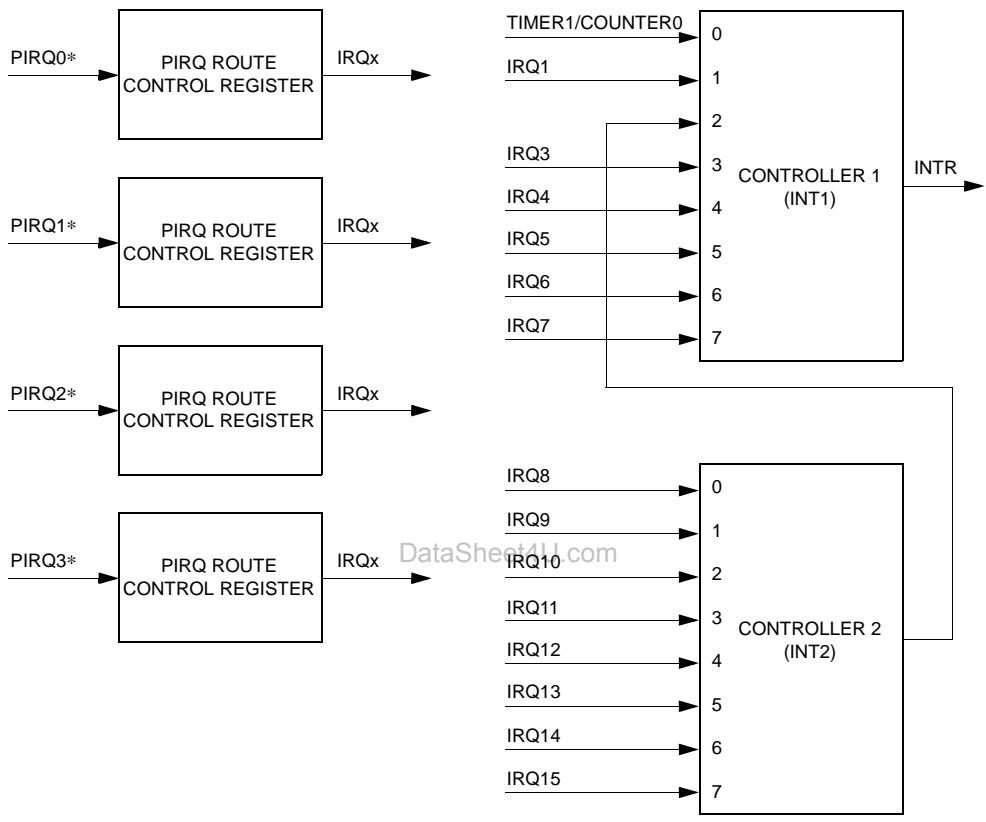 PIRQ0*
PIRQ ROUTE
CONTROL REGISTER
IRQx
PIRQ1*
PIRQ ROUTE
CONTROL REGISTER
IRQx
PIRQ2*
PIRQ ROUTE
CONTROL REGISTER
IRQx
PIRQ3*
PIRQ ROUTE
CONTROL REGISTER
IRQx
TIMER1/COUNTER0
0
IRQ1
1
2
IRQ3
3
IRQ4
4
IRQ5
5
IRQ6
6
IRQ7
7
CONTROLLER 1
(INT1)
INTR
IRQ8
0
IRQ9
1
IRQ10
2
IRQ11
3
IRQ12
4
IRQ13
5
IRQ14
6
IRQ15
7
CONTROLLER 2
(INT2)
DataSheet4U.com